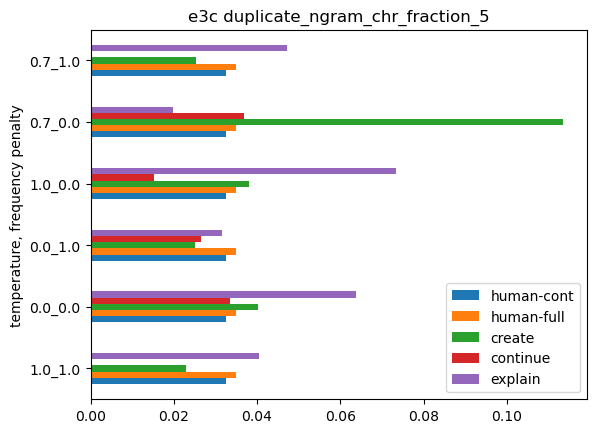 e3c duplicate_ngram_chr_fraction_5
temperature, frequency penalty
0.7_1.0
0.7_0.0
1.0_0.0
0.0_1.0
0.0_0.0
1.0_1.0
human-cont
human-full
create
continue
explain
0.00 0.02 0.04 0.06 0.08 0.10